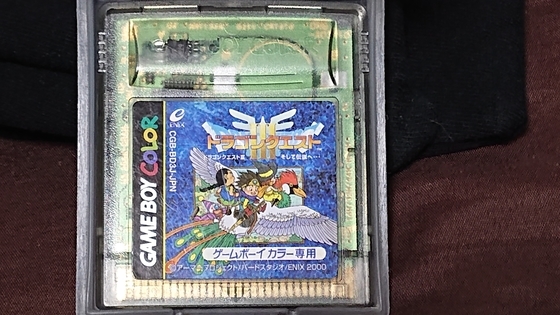 GAME BOY COLOR
ENIX
CGB-BD3J-JPN
ドラゴンクエスト
III
ドラゴンクエストIII そして伝説へ…
ゲームボーイ カラー専用
©アーマープロジェクト/バードスタジオ/ENIX 2000